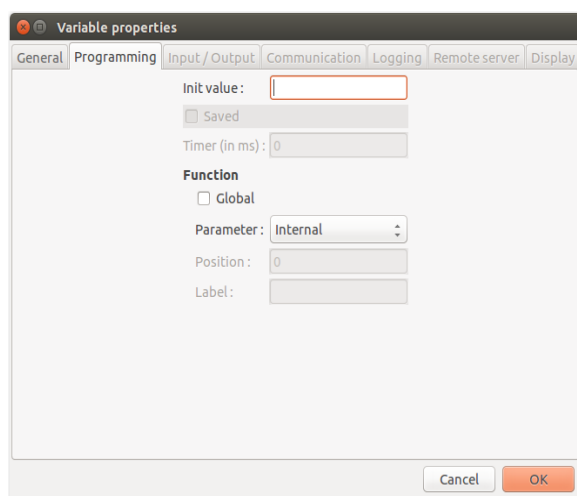 Variable properties
General Programming Input / Output Communication Logging Remote server Display
Init value :
Saved
Timer (in ms) : 0
Function
Global
Parameter : Internal
Position : 0
Label :
Cancel OK